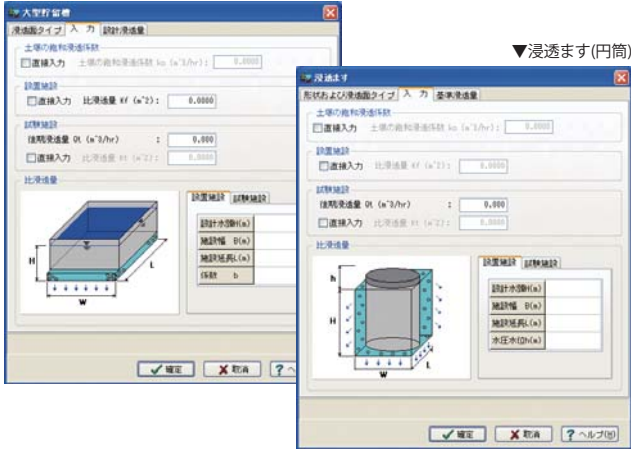 大型貯留槽
浸透面タイプ 入 力 設計浸透量
土壌の飽和浸透係数
直接入力 土壌の飽和浸透係数 ko (m^3/hr): 0.0000
設置施設
直接入力 比浸透量 Kf (m^2): 0.0000
試験施設
後期浸透量 Qt (m^3/hr) : 0.000
直接入力 比浸透量 Kt (m^2): 0.0000
比浸透量
設置施設 試験施設
設計水頭H(m)
施設幅 B(m)
施設延長L(m)
係数 b
H
L
W
確定 取消 ?
▼浸透ます(円筒)
浸透ます
形状および浸透面タイプ 入 力 基準浸透量
土壌の飽和浸透係数
直接入力 土壌の飽和浸透係数 ko (m^3/hr): 0.0000
設置施設
直接入力 比浸透量 Kf (m^2): 0.0000
試験施設
後期浸透量 Qt (m^3/hr) : 0.000
直接入力 比浸透量 Kt (m^2): 0.0000
比浸透量
設置施設 試験施設
設計水頭H(m)
施設幅 B(m)
施設延長L(m)
水圧水位h(m)
h
H
L
W
確定 取消 ? ヘルプ(H)